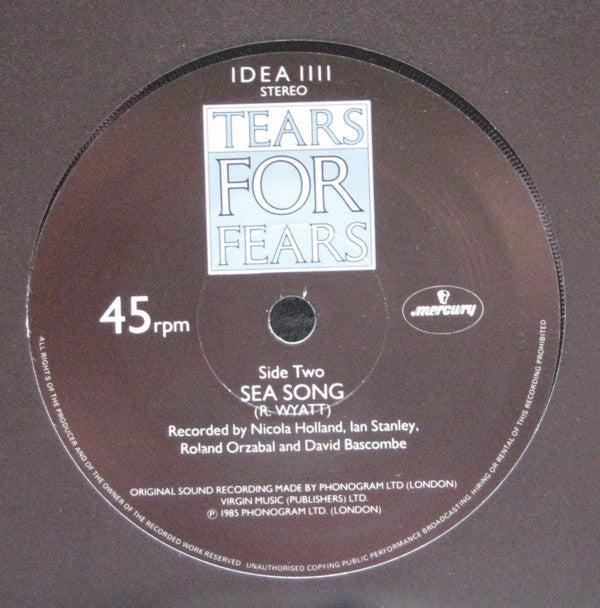 IDEA 1111
STEREO
TEARS
FOR
FEARS
45rpm
mercury
Side Two
SEA SONG
(R. WYATT)
Recorded by Nicola Holland, Ian Stanley,
Roland Orzabal and David Bascombe
ORIGINAL SOUND RECORDING MADE BY PHONOGRAM LTD (LONDON)
VIRGIN MUSIC (PUBLISHERS) LTD.
℗ 1985 PHONOGRAM LTD. (LONDON)
ALL RIGHTS OF THE PRODUCER AND OF THE OWNER OF THE RECORDED WORK RESERVED UNAUTHORISED COPYING PUBLIC PERFORMANCE BROADCASTING, HIRING OR RENTAL OF THIS RECORDING PROHIBITED